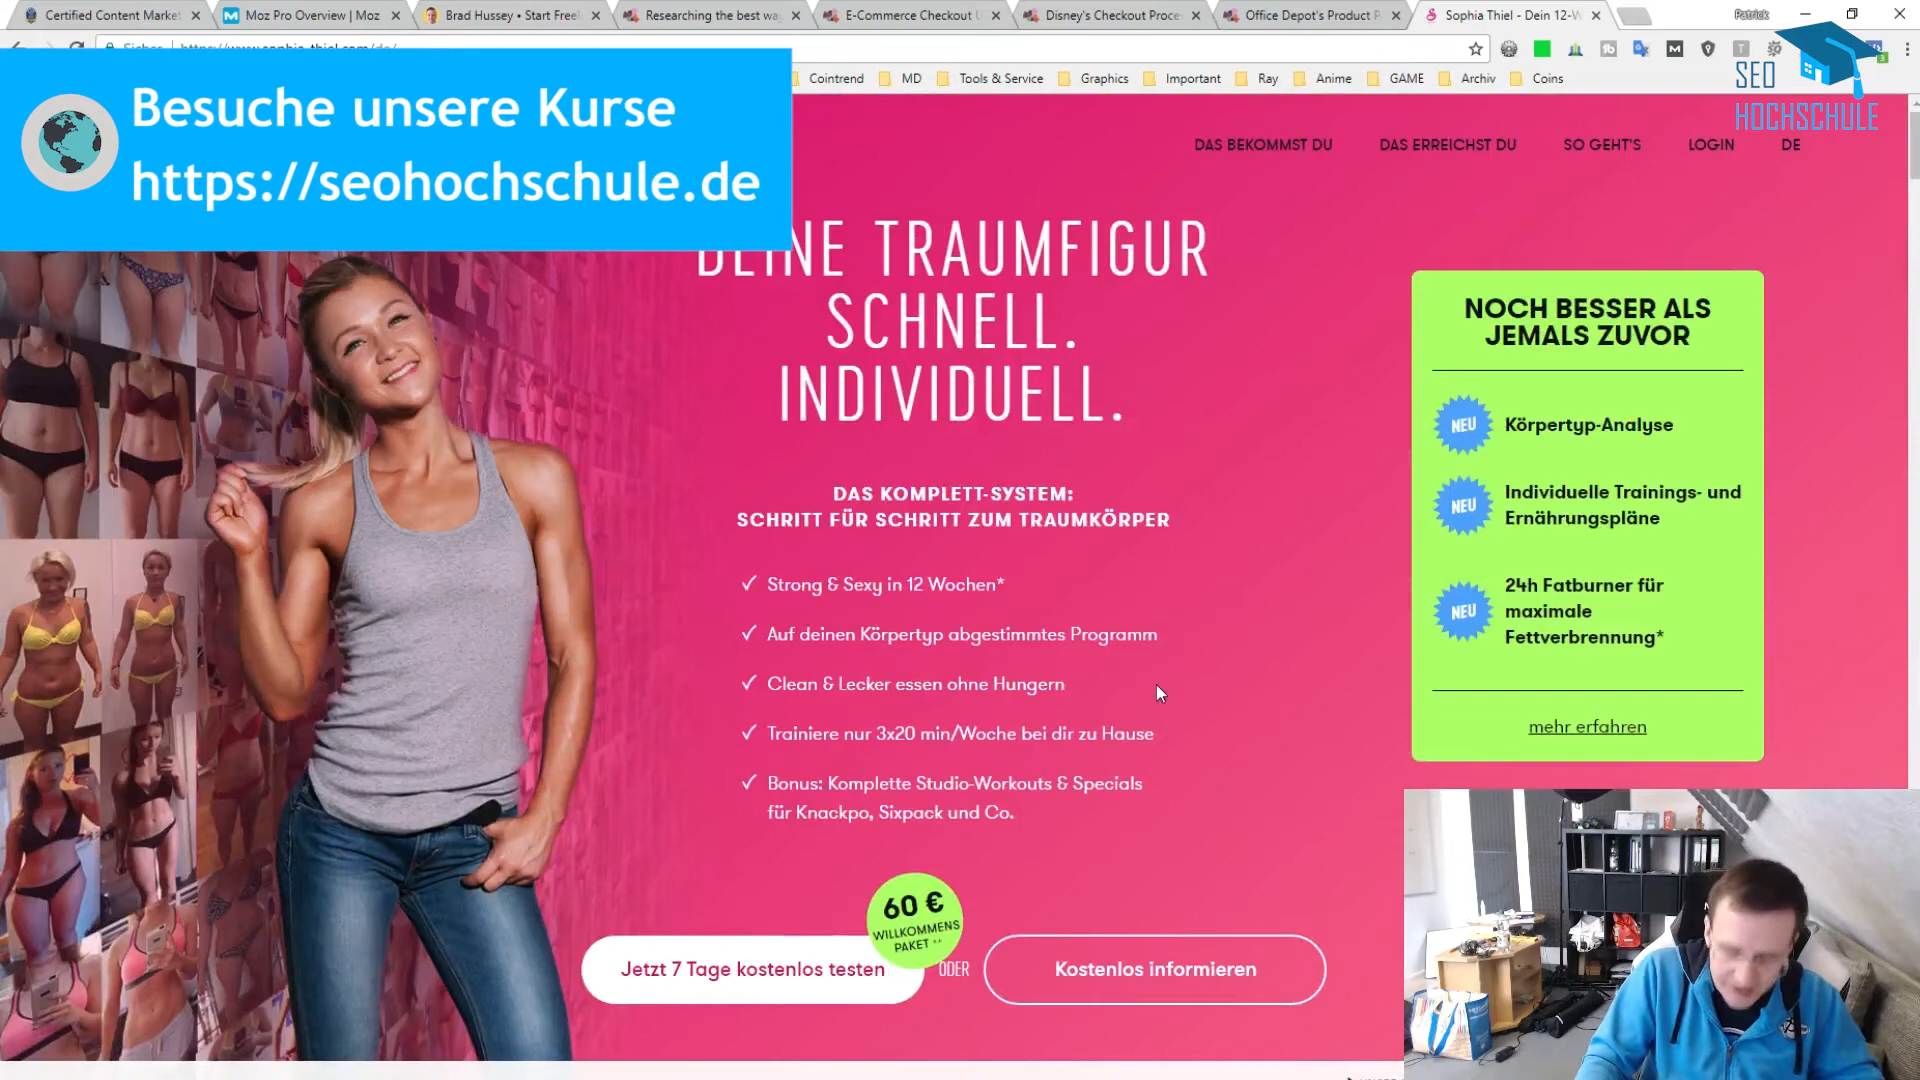 Certified Content Market
Moz Pro Overview | Moz
Brad Hussey • Start Free
Researching the best wa
E-Commerce Checkout U
Disney's Checkout Proce
Office Depot's Product P
Sophia Thiel - Dein 12-W
Patrick
Cointrend
MD
Tools & Service
Graphics
Important
Ray
Anime
GAME
Archiv
Coins
SEO
HOCHSCHULE
Besuche unsere Kurse
https://seohochschule.de
DAS BEKOMMST DU
DAS ERREICHST DU
SO GEHT'S
LOGIN
DE
DEINE TRAUMFIGUR
SCHNELL.
INDIVIDUELL.
DAS KOMPLETT-SYSTEM:
SCHRITT FÜR SCHRITT ZUM TRAUMKÖRPER
✓ Strong & Sexy in 12 Wochen*
✓ Auf deinen Körpertyp abgestimmtes Programm
✓ Clean & Lecker essen ohne Hungern
✓ Trainiere nur 3x20 min/Woche bei dir zu Hause
✓ Bonus: Komplette Studio-Workouts & Specials
für Knackpo, Sixpack und Co.
60 €
WILLKOMMENS
PAKET **
Jetzt 7 Tage kostenlos testen
ODER
Kostenlos informieren
NOCH BESSER ALS
JEMALS ZUVOR
NEU
Körpertyp-Analyse
NEU
Individuelle Trainings- und
Ernährungspläne
NEU
24h Fatburner für
maximale
Fettverbrennung*
mehr erfahren